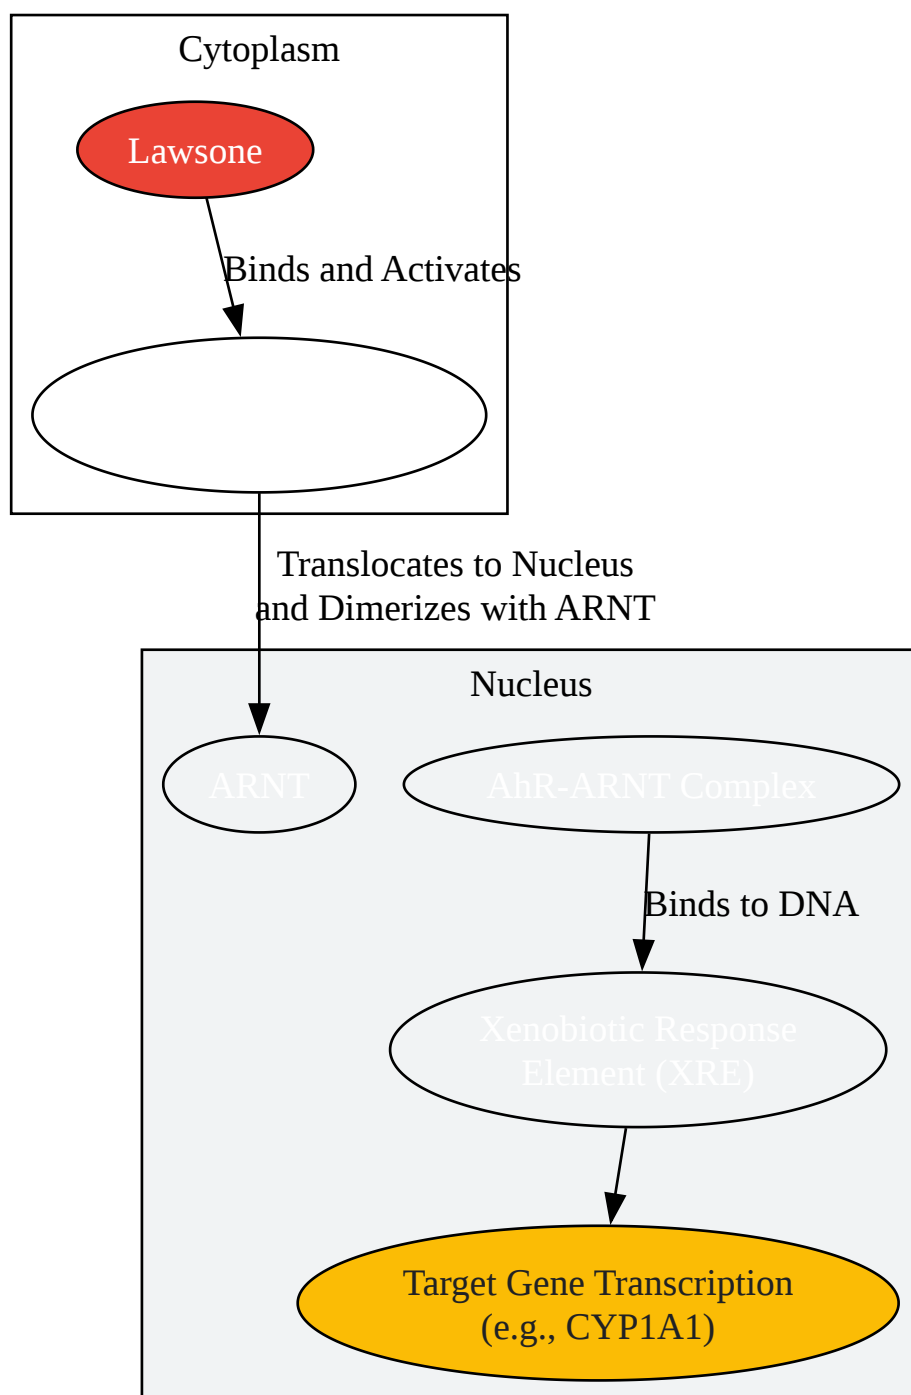 Cytoplasm
Lawsone
Binds and Activates
Translocates to Nucleus
and Dimerizes with ARNT
Nucleus
ARNT
AhR-ARNT Complex
Binds to DNA
Xenobiotic Response
Element (XRE)
Target Gene Transcription
(e.g., CYP1A1)